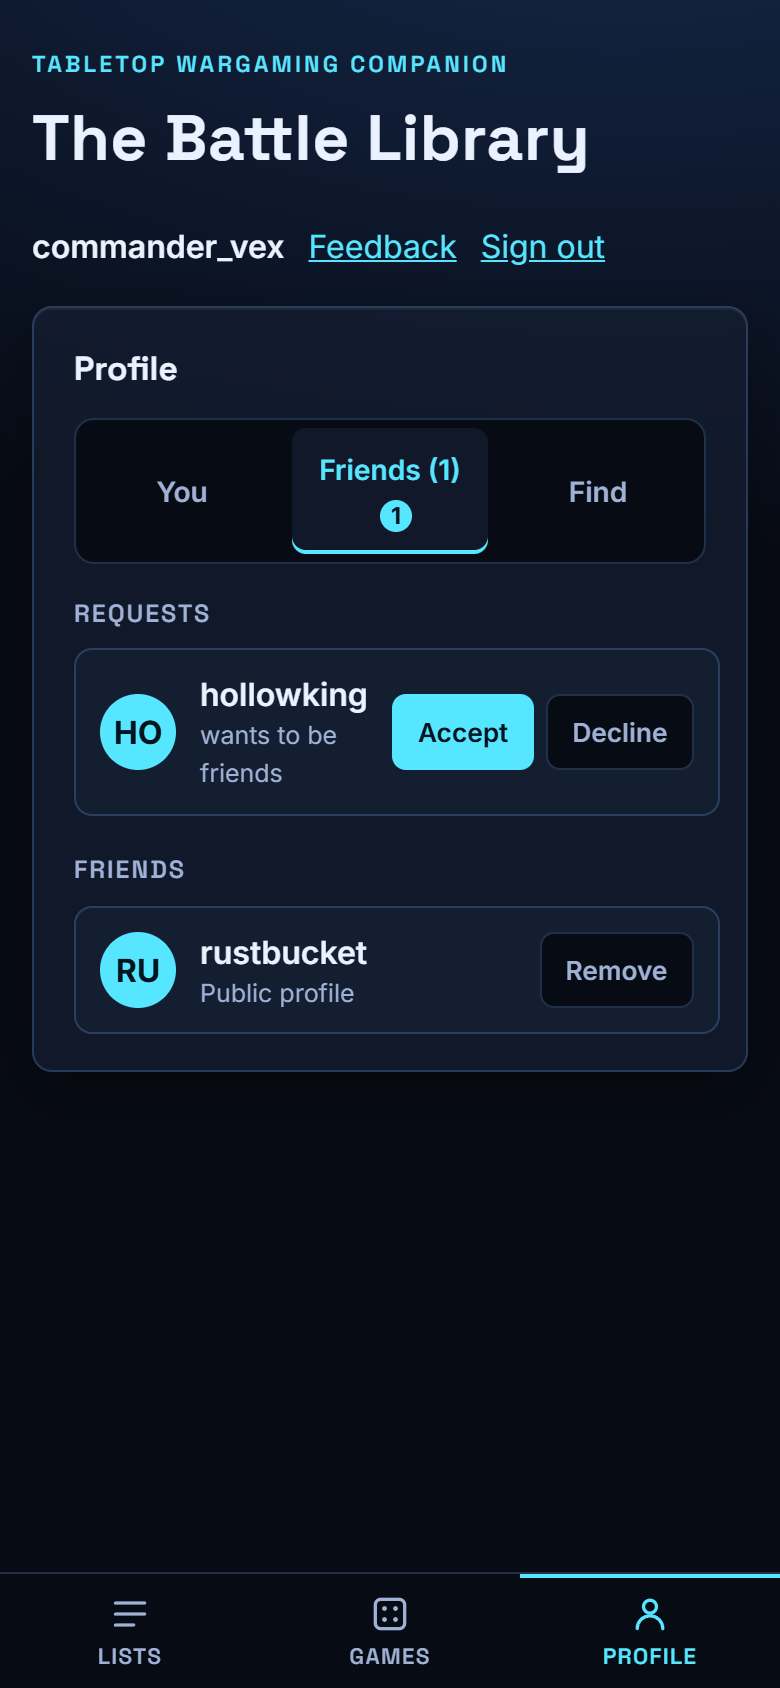 TABLETOP WARGAMING COMPANION
The Battle Library
commander_vex Feedback Sign out
Profile
You
Friends (1)
1
Find
REQUESTS
HO
hollowking
wants to be
friends
Accept
Decline
FRIENDS
RU
rustbucket
Public profile
Remove
LISTS
GAMES
PROFILE